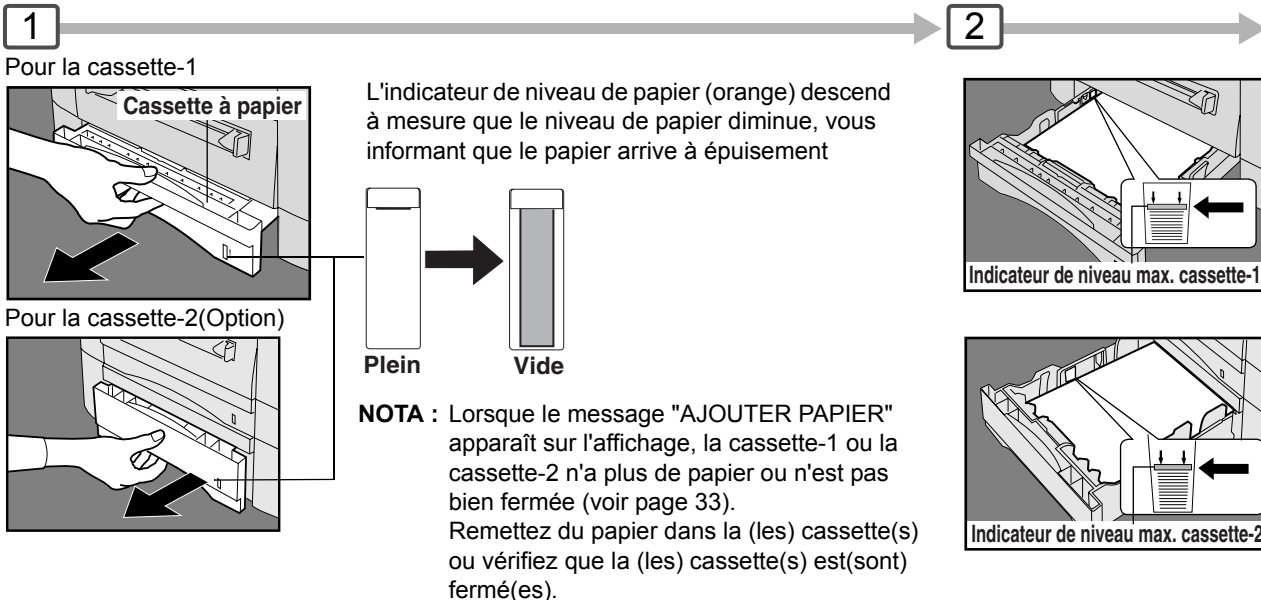 1
Pour la cassette-1
Cassette à papier
L'indicateur de niveau de papier (orange) descend
à mesure que le niveau de papier diminue, vous
informant que le papier arrive à épuisement
Plein
Vide
Pour la cassette-2(Option)
NOTA : Lorsque le message "AJOUTER PAPIER"
apparaît sur l'affichage, la cassette-1 ou la
cassette-2 n'a plus de papier ou n'est pas
bien fermée (voir page 33).
Remettez du papier dans la (les) cassette(s)
ou vérifiez que la (les) cassette(s) est(sont)
fermé(es).
2
Indicateur de niveau max. cassette-1
Indicateur de niveau max. cassette-2